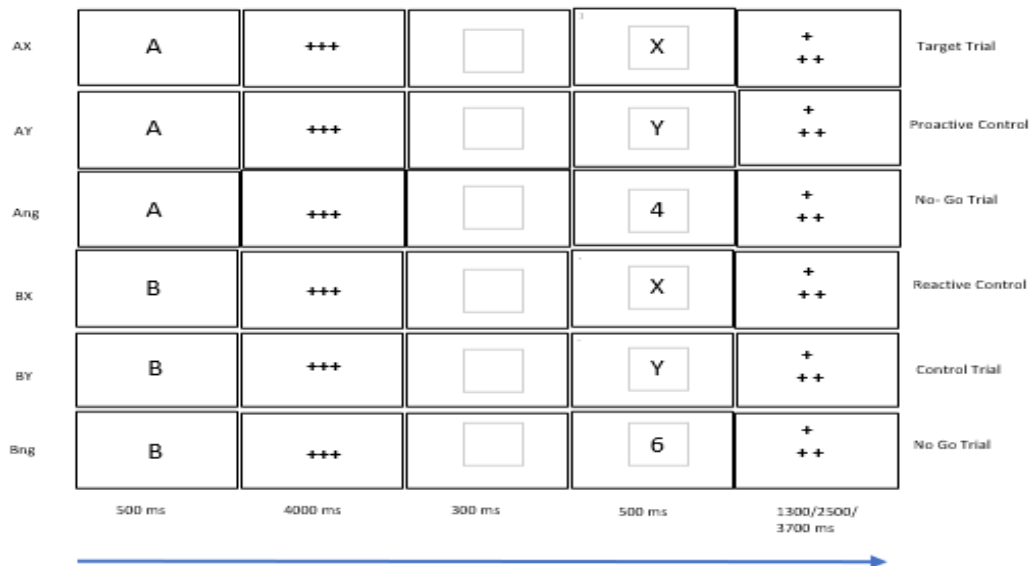 AX A +++ X + Target Trial
++
AY A +++ Y + Proactive Control
++
Ang A +++ 4 + No- Go Trial
++
BX B +++ X + Reactive Control
++
BY B +++ Y + Control Trial
++
Bng B +++ 6 + No Go Trial
++
500 ms 4000 ms 300 ms 500 ms 1300/2500/
3700 ms